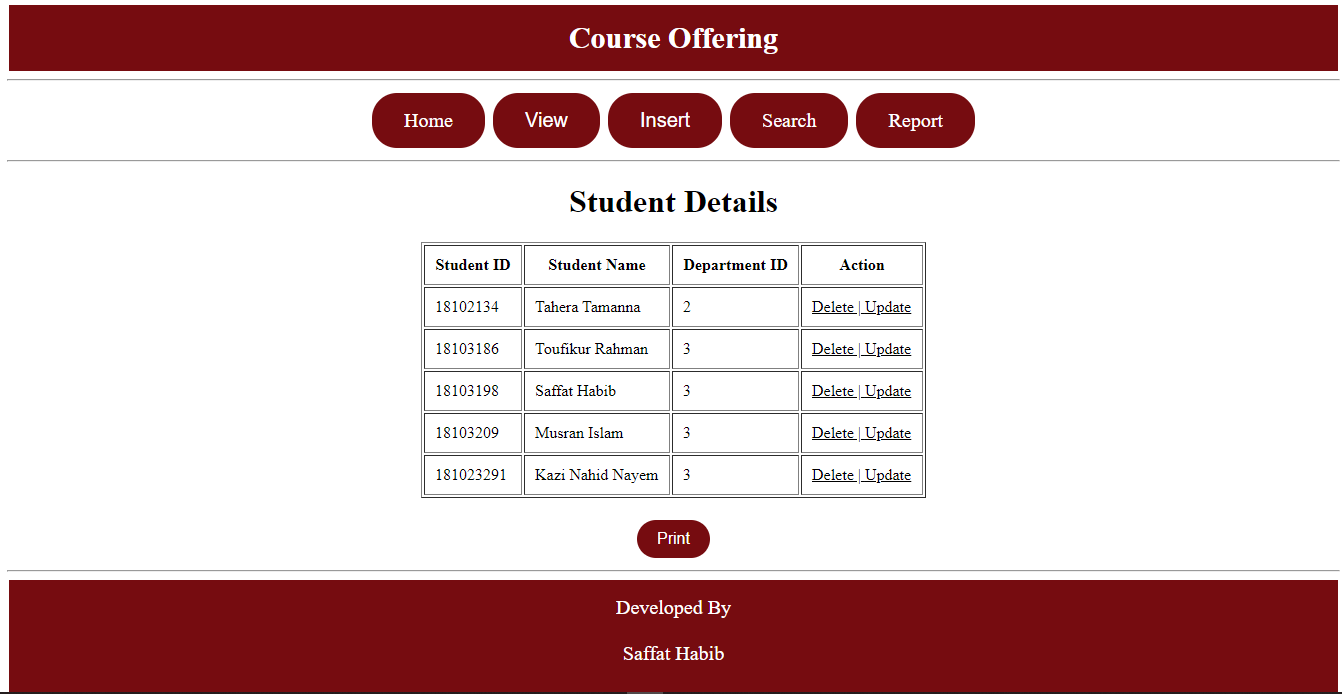 Course Offering
Home View Insert Search Report
Student Details
Student ID Student Name Department ID Action
18102134 Tahera Tamanna 2 Delete | Update
18103186 Toufikur Rahman 3 Delete | Update
18103198 Saffat Habib 3 Delete | Update
18103209 Musran Islam 3 Delete | Update
181023291 Kazi Nahid Nayem 3 Delete | Update
Print
Developed By
Saffat Habib